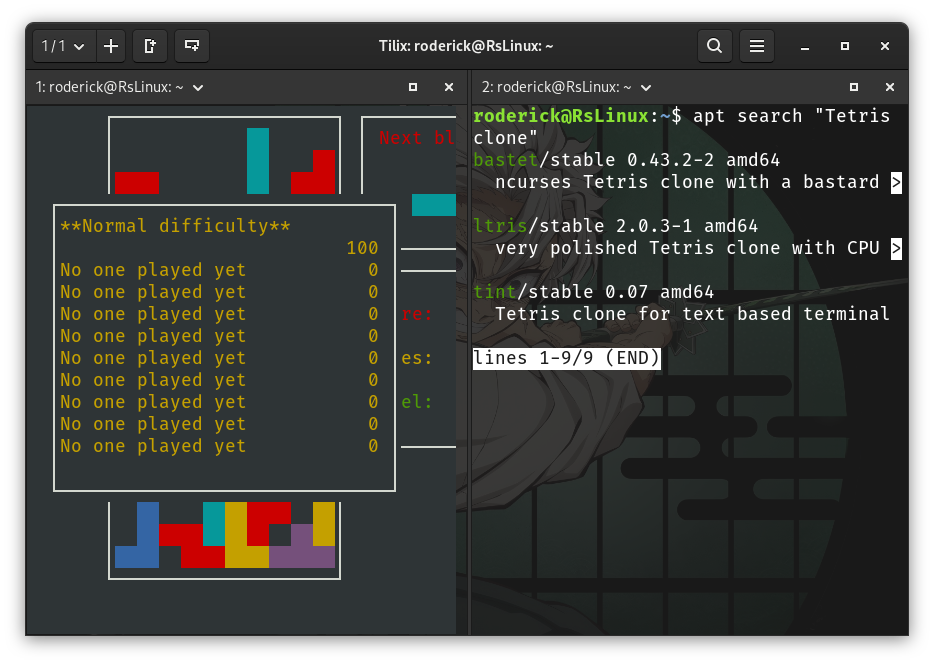 1/1
Tilix: roderick@RsLinux: ~
1: roderick@RsLinux: ~
Next bl
**Normal difficulty**
100
No one played yet 0
No one played yet 0
No one played yet 0
No one played yet 0
No one played yet 0
No one played yet 0
No one played yet 0
No one played yet 0
No one played yet 0
re:
es:
el:
2: roderick@RsLinux: ~
roderick@RsLinux:~$ apt search "Tetris
clone"
bastet/stable 0.43.2-2 amd64
ncurses Tetris clone with a bastard >
ltris/stable 2.0.3-1 amd64
very polished Tetris clone with CPU >
tint/stable 0.07 amd64
Tetris clone for text based terminal
lines 1-9/9 (END)